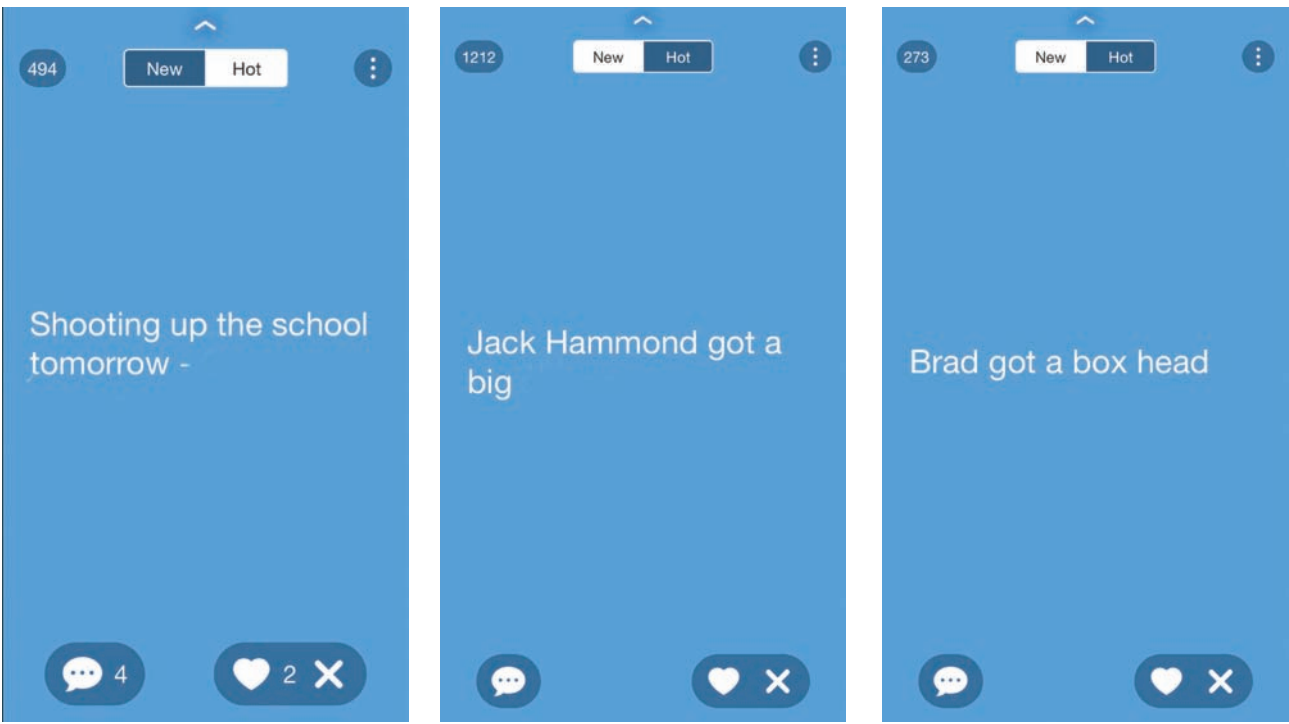 494
New Hot
Shooting up the school
tomorrow -
4
2
1212
New Hot
Jack Hammond got a
big
273
New Hot
Brad got a box head